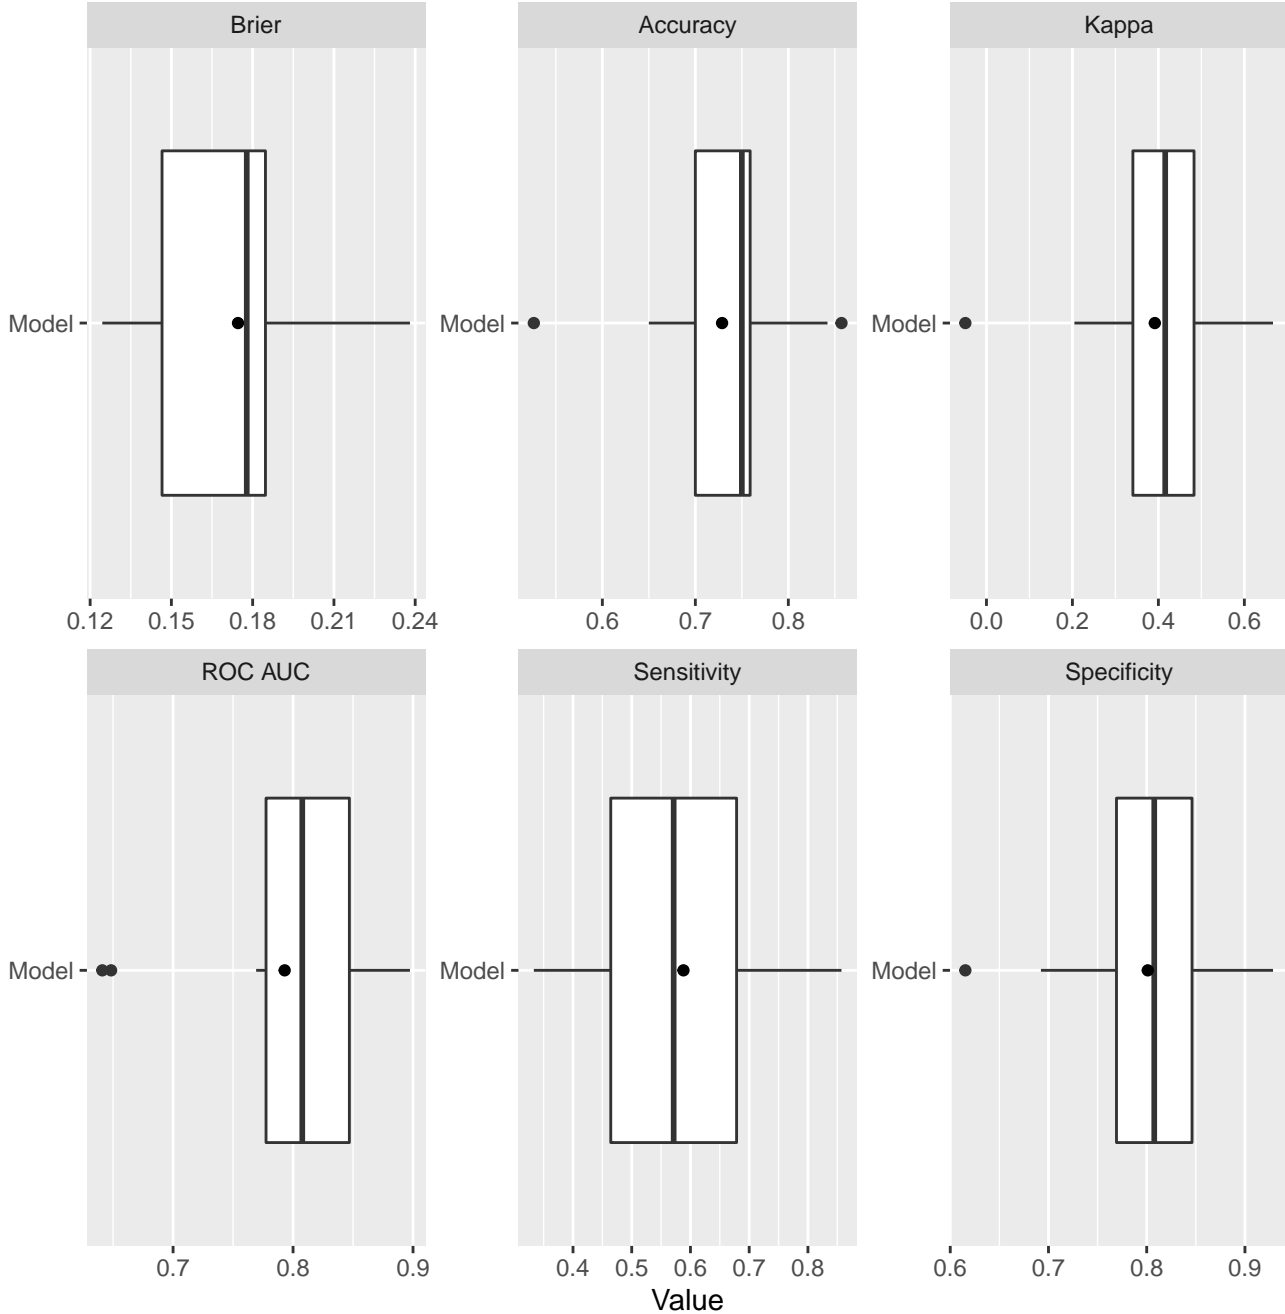 Brier
Accuracy
Kappa
Model
Model
Model
0.12 0.15 0.18 0.21 0.24
0.6 0.7 0.8
0.0 0.2 0.4 0.6
ROC AUC
Sensitivity
Specificity
Model
Model
Model
0.7 0.8 0.9
0.4 0.5 0.6 0.7 0.8
0.6 0.7 0.8 0.9
Value